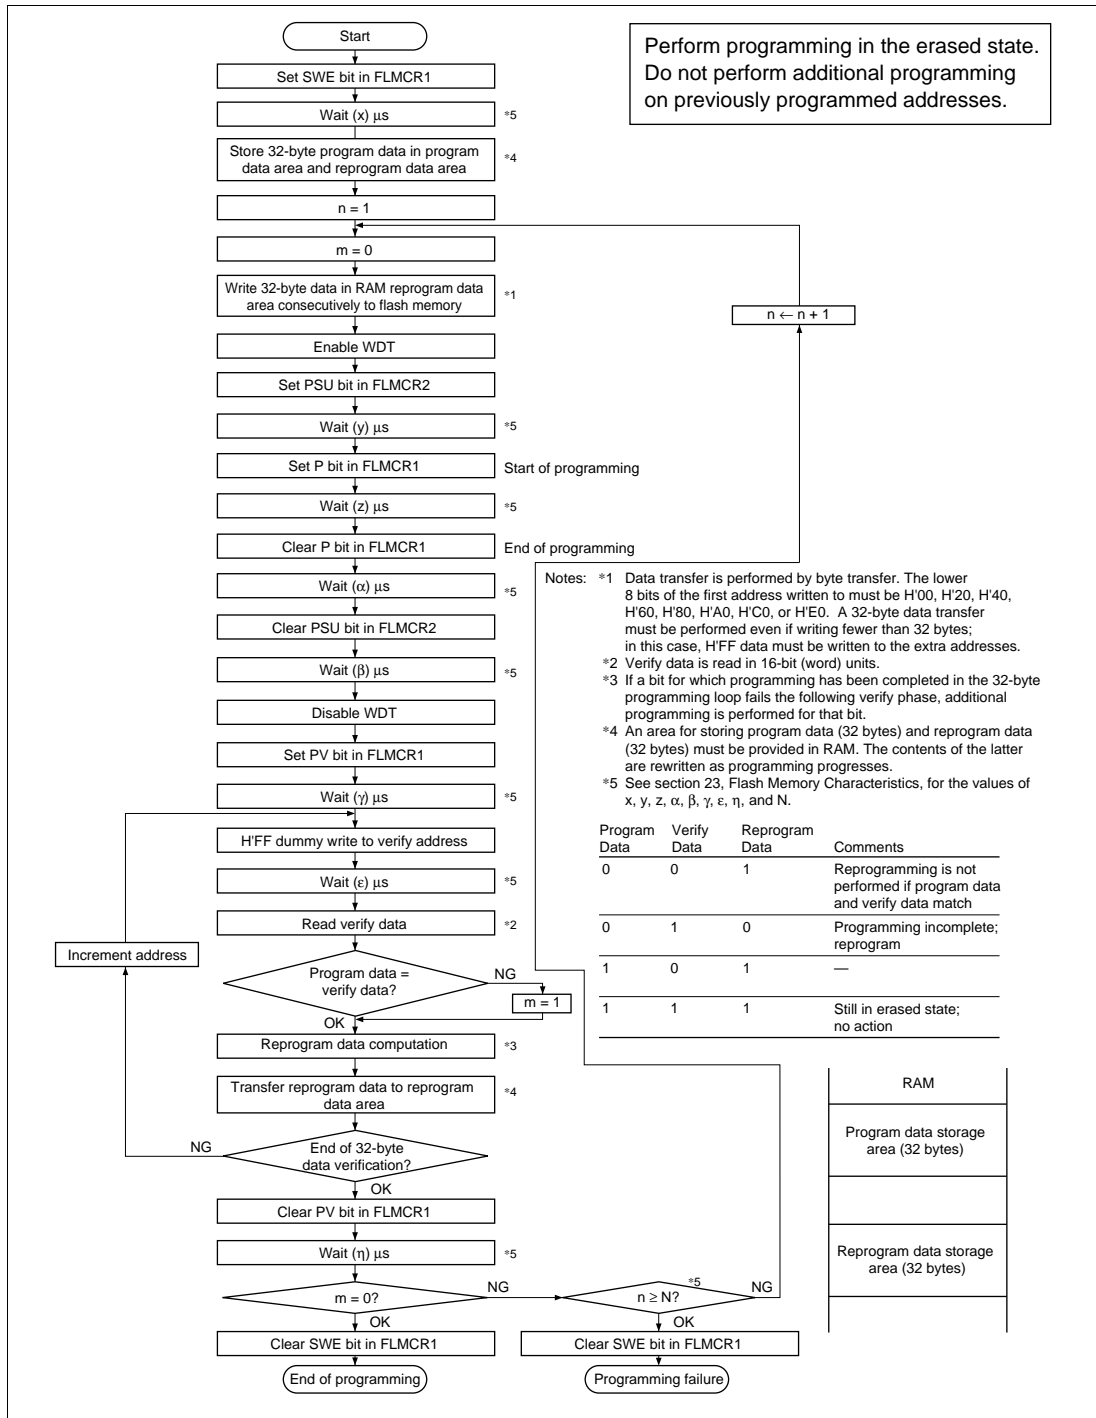 Start
Perform programming in the erased state.
Do not perform additional programming
on previously programmed addresses.
Set SWE bit in FLMCR1
Wait (x) μs
*5
Store 32-byte program data in program
data area and reprogram data area
*4
n = 1
m = 0
Write 32-byte data in RAM reprogram data
area consecutively to flash memory
*1
n ← n + 1
Enable WDT
Set PSU bit in FLMCR2
Wait (y) μs
*5
Set P bit in FLMCR1
Start of programming
Wait (z) μs
*5
Clear P bit in FLMCR1
End of programming
Wait (α) μs
*5
Clear PSU bit in FLMCR2
Wait (β) μs
*5
Disable WDT
Set PV bit in FLMCR1
Wait (γ) μs
*5
H'FF dummy write to verify address
Wait (ε) μs
*5
Read verify data
*2
Increment address
Program data =
verify data?
NG
m = 1
OK
Reprogram data computation
*3
Transfer reprogram data to reprogram
data area
*4
NG
End of 32-byte
data verification?
OK
Clear PV bit in FLMCR1
Wait (η) μs
*5
m = 0?
NG
*5
n ≥ N?
NG
OK
OK
Clear SWE bit in FLMCR1
Clear SWE bit in FLMCR1
End of programming
Programming failure
Notes: *1 Data transfer is performed by byte transfer. The lower
8 bits of the first address written to must be H'00, H'20, H'40,
H'60, H'80, H'A0, H'C0, or H'E0. A 32-byte data transfer
must be performed even if writing fewer than 32 bytes;
in this case, H'FF data must be written to the extra addresses.
*2 Verify data is read in 16-bit (word) units.
*3 If a bit for which programming has been completed in the 32-byte
programming loop fails the following verify phase, additional
programming is performed for that bit.
*4 An area for storing program data (32 bytes) and reprogram data
(32 bytes) must be provided in RAM. The contents of the latter
are rewritten as programming progresses.
*5 See section 23, Flash Memory Characteristics, for the values of
x, y, z, α, β, γ, ε, η, and N.
Program Verify Reprogram
Data Data Data Comments
0 0 1 Reprogramming is not
performed if program data
and verify data match
0 1 0 Programming incomplete;
reprogram
1 0 1 —
1 1 1 Still in erased state;
no action
RAM
Program data storage
area (32 bytes)
Reprogram data storage
area (32 bytes)